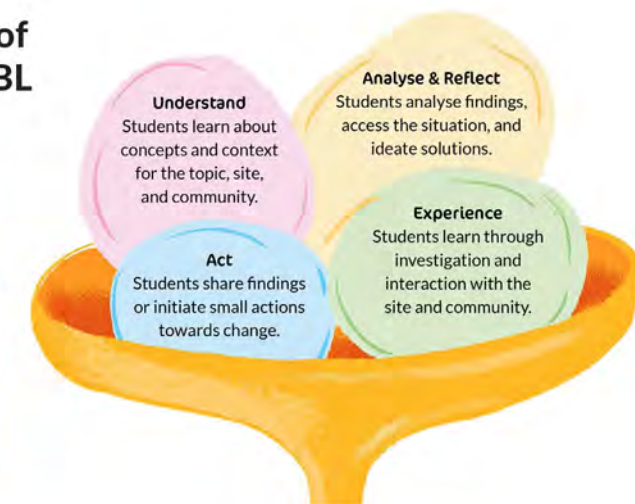 of
BL
Understand
Students learn about
concepts and context
for the topic, site,
and community.
Analyse & Reflect
Students analyse findings,
access the situation, and
ideate solutions.
Act
Students share findings
or initiate small actions
towards change.
Experience
Students learn through
investigation and
interaction with the
site and community.